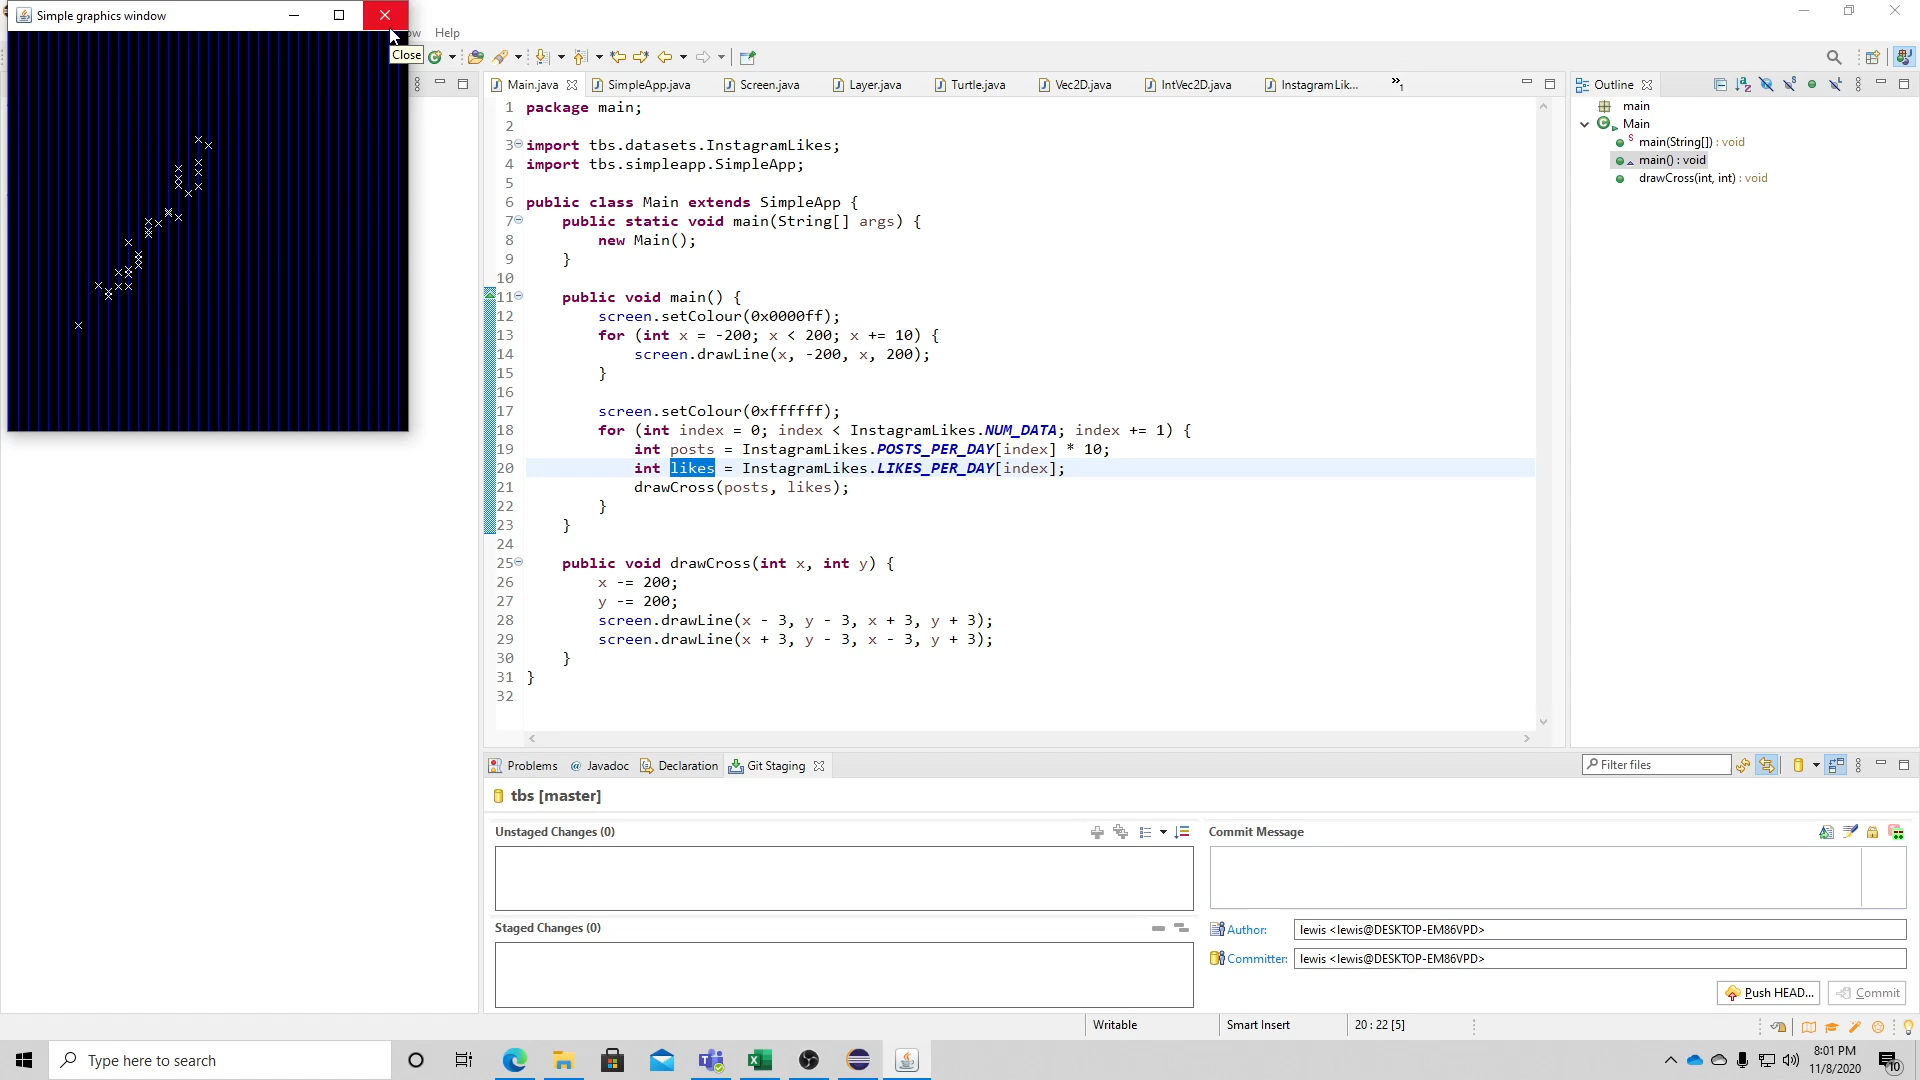 Simple graphics window
ow Help
Close
Main.java
SimpleApp.java
Screen.java
Layer.java
Turtle.java
Vec2D.java
IntVec2D.java
InstagramLik...
»1
Outline
main
Main
S main(String[]) : void
main() : void
drawCross(int, int) : void
1 package main;
2
3 import tbs.datasets.InstagramLikes;
4 import tbs.simpleapp.SimpleApp;
5
6 public class Main extends SimpleApp {
7 public static void main(String[] args) {
8 new Main();
9 }
10
11 public void main() {
12 screen.setColour(0x0000ff);
13 for (int x = -200; x < 200; x += 10) {
14 screen.drawLine(x, -200, x, 200);
15 }
16
17 screen.setColour(0xffffff);
18 for (int index = 0; index < InstagramLikes.NUM_DATA; index += 1) {
19 int posts = InstagramLikes.POSTS_PER_DAY[index] * 10;
20 int likes = InstagramLikes.LIKES_PER_DAY[index];
21 drawCross(posts, likes);
22 }
23 }
24
25 public void drawCross(int x, int y) {
26 x -= 200;
27 y -= 200;
28 screen.drawLine(x - 3, y - 3, x + 3, y + 3);
29 screen.drawLine(x + 3, y - 3, x - 3, y + 3);
30 }
31 }
32
Problems @ Javadoc Declaration Git Staging
Filter files
tbs [master]
Unstaged Changes (0)
Commit Message
Staged Changes (0)
Author: lewis <lewis@DESKTOP-EM86VPD>
Committer: lewis <lewis@DESKTOP-EM86VPD>
Push HEAD... Commit
Writable Smart Insert 20 : 22 [5]
Type here to search
8:01 PM
11/8/2020
10